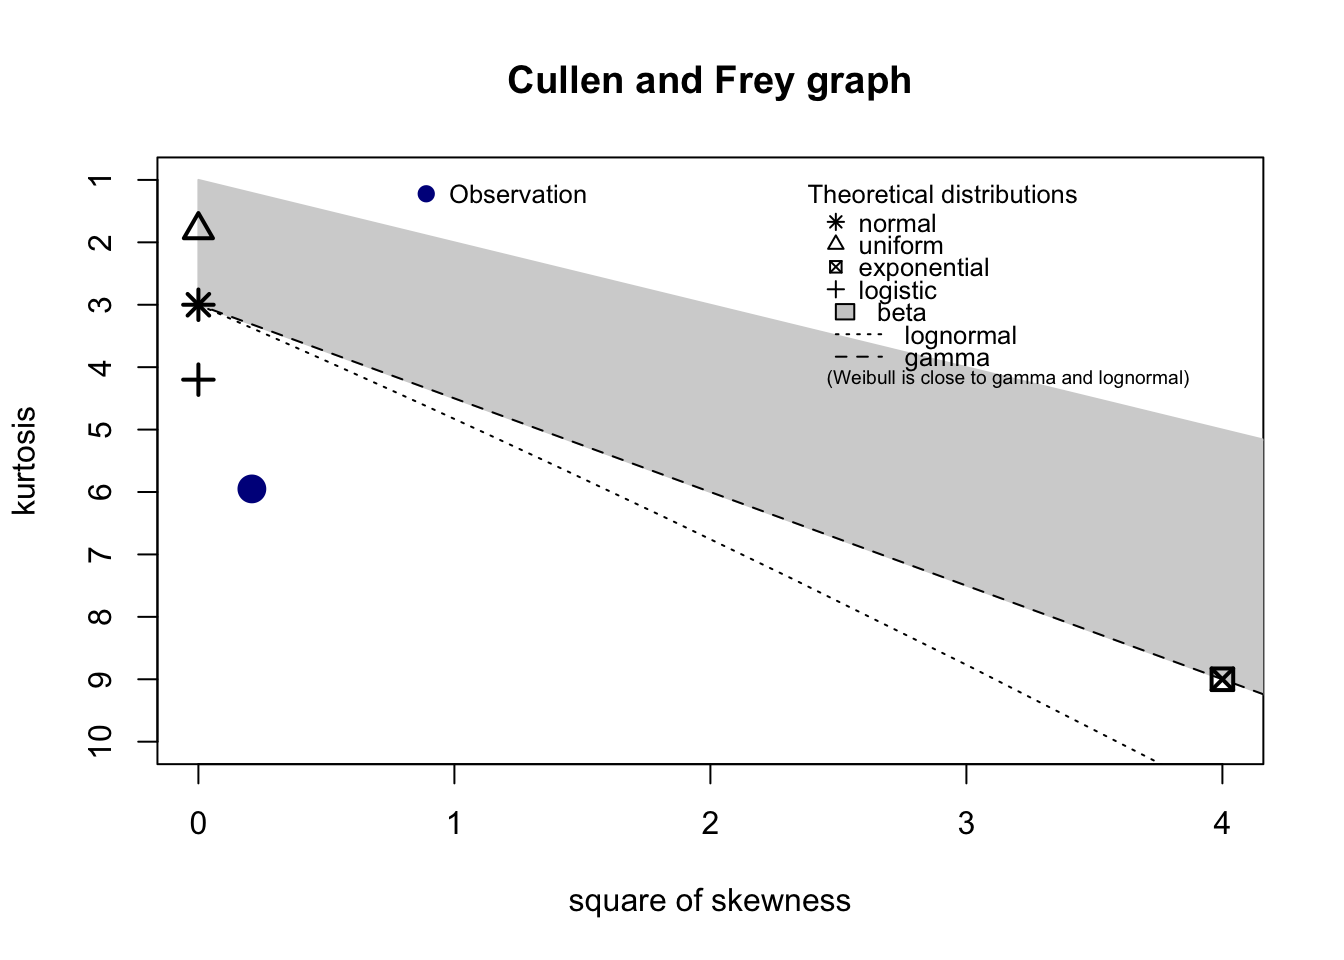 Cullen and Frey graph
Observation
Theoretical distributions
normal
uniform
exponential
logistic
beta
lognormal
gamma
(Weibull is close to gamma and lognormal)
kurtosis
1
2
3
4
5
6
7
8
9
10
0 1 2 3 4
square of skewness